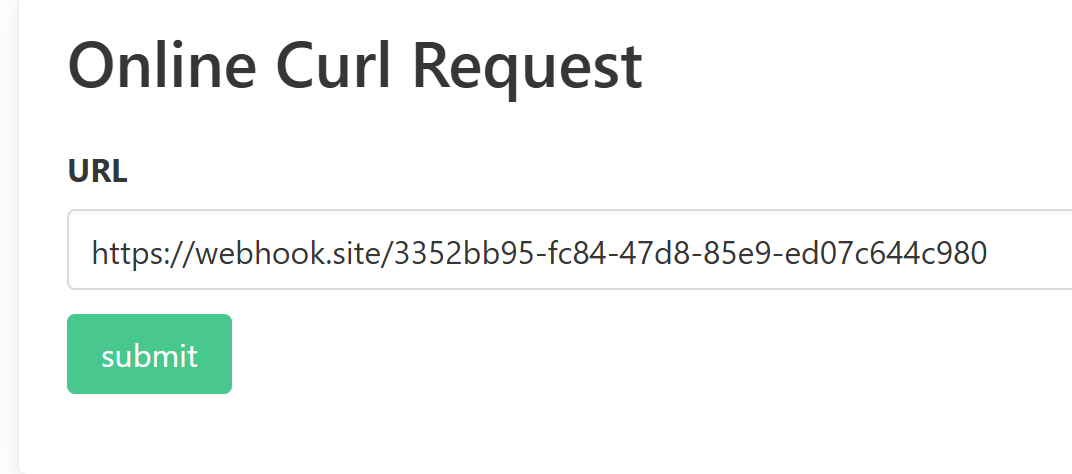 Online Curl Request
URL
https://webhook.site/3352bb95-fc84-47d8-85e9-ed07c644c980
submit